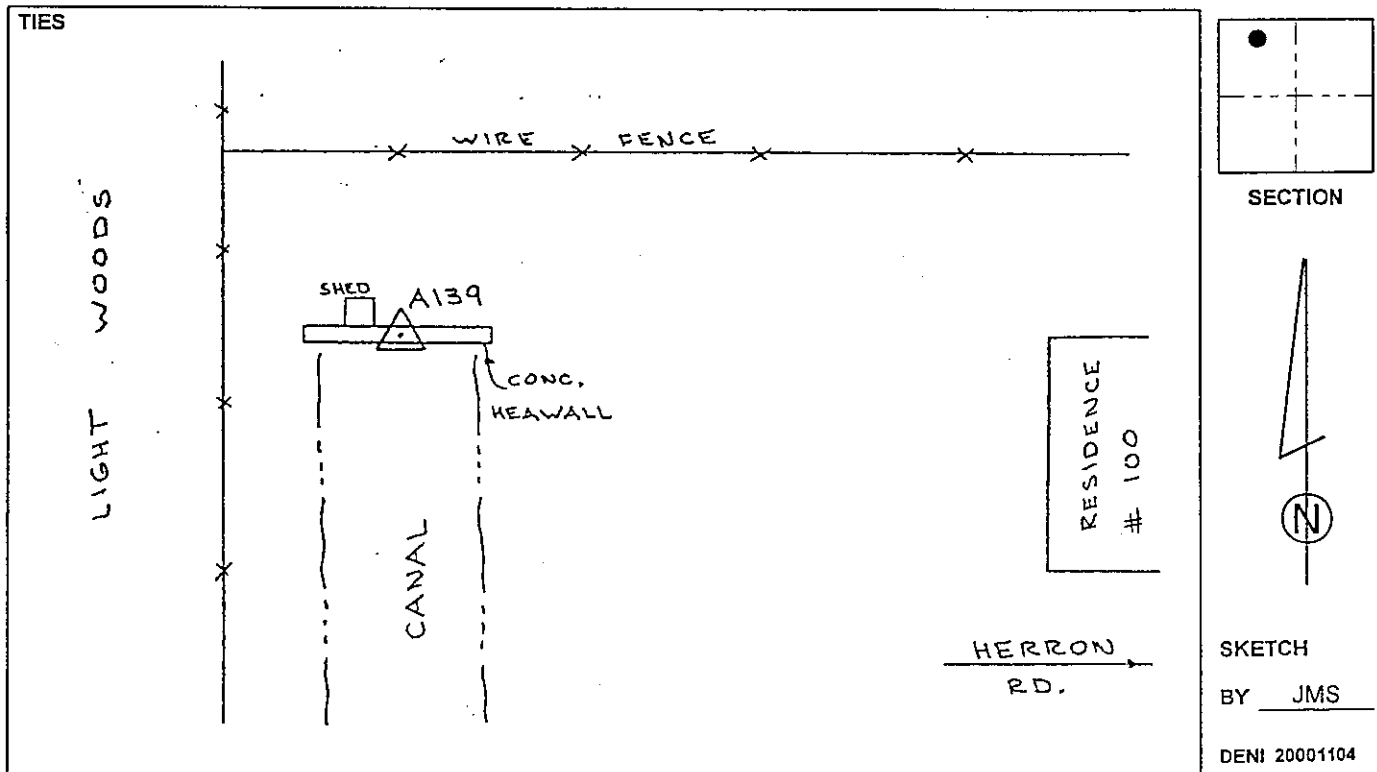 TIES
WIRE FENCE
LIGHT WOODS
SHED
A139
CONC.
HEAWALL
CANAL
RESIDENCE
# 100
HERRON
RD.
SECTION
N
SKETCH
BY JMS
DENI 20001104